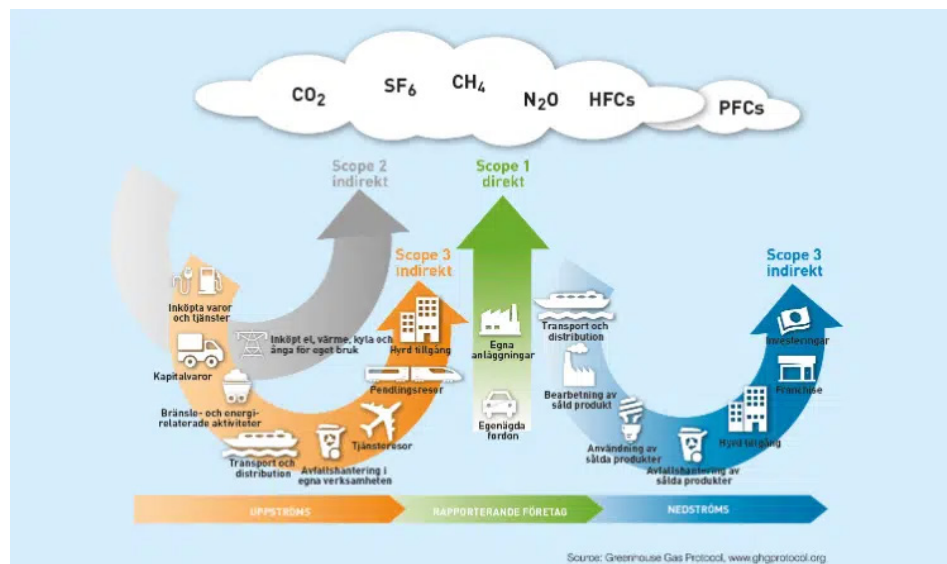 CO2
SF6
CH4
N2O
HFCs
PFCs
Scope 2
indirekt
Scope 1
direkt
Scope 3
indirekt
Scope 3
indirekt
Inköpta varor
och tjänster
Kapitalvaror
Bränsle- och energi-
relaterade aktiviteter
Transport och
distribution
Avfallshantering i
egna verksamheten
Tjänsteresor
Pendlingsresor
Hyrd tillgång
Inköpt el, värme, kyla och
ånga för eget bruk
Egna
anläggningar
Egenägda
fordon
Transport och
distribution
Bearbetning av
såld produkt
Användning av
sålda produkter
Avfallshantering av
sålda produkter
Hyrd tillgång
Franchise
Investeringar
UPPSTRÖMS
RAPPORTERANDE FÖRETAG
NEDSTRÖMS
Source: Greenhouse Gas Protocol, www.ghgprotocol.org